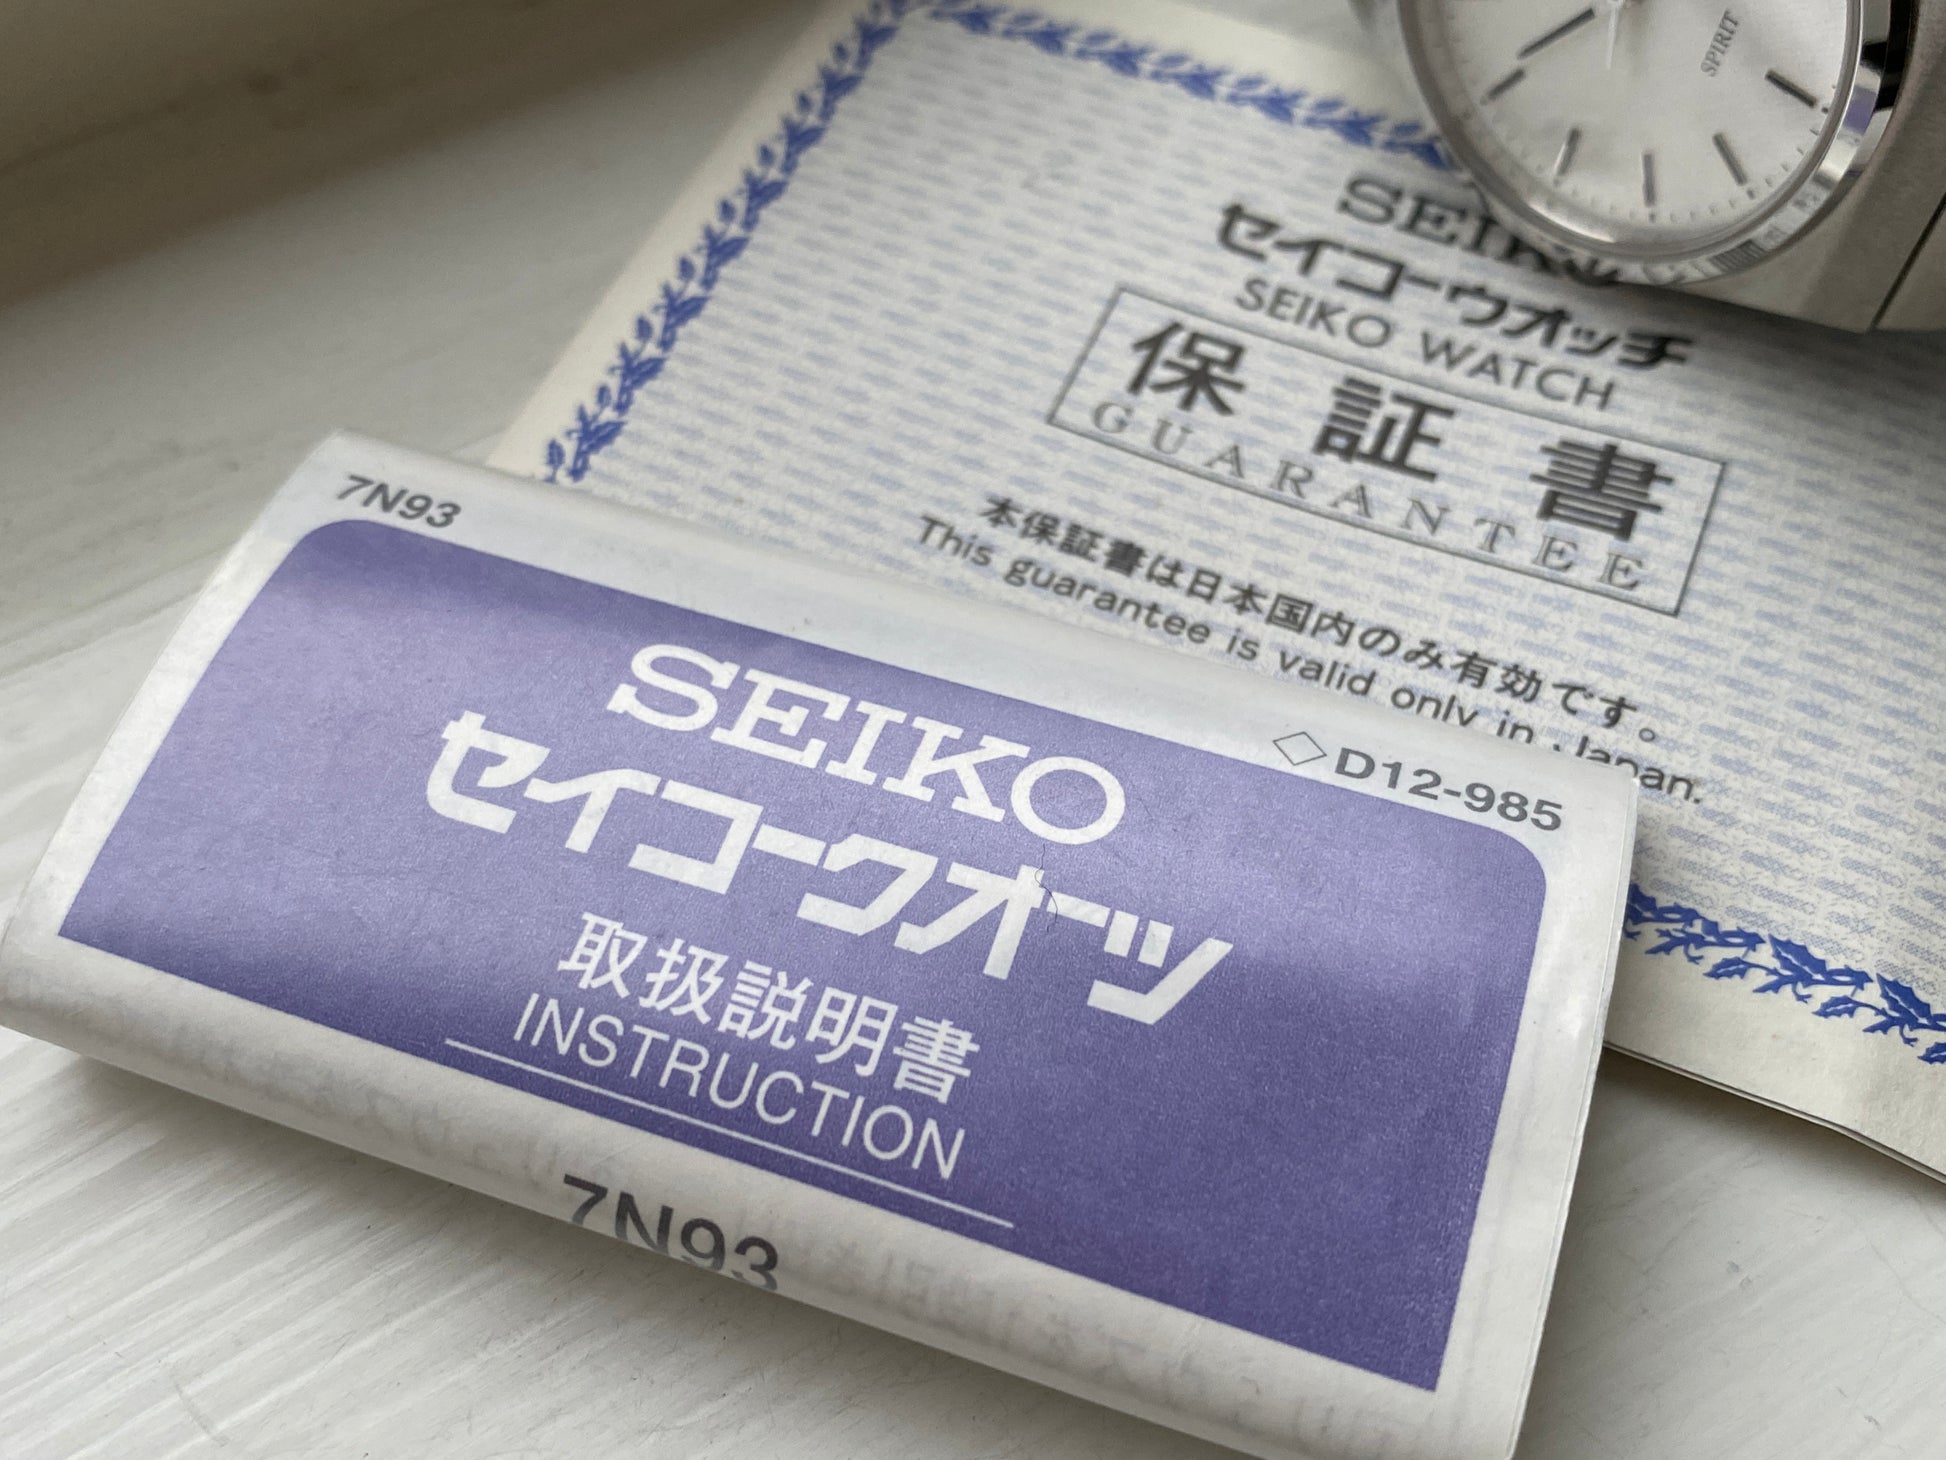 SPIRIT
SEIKO
セイコーウオッチ
SEIKO WATCH
保証書
GUARANTEE
本保証書は日本国内のみ有効です。
This guarantee is valid only in Japan.
7N93
◇D12-985
SEIKO
セイコークオーツ
取扱説明書
INSTRUCTION
7N93